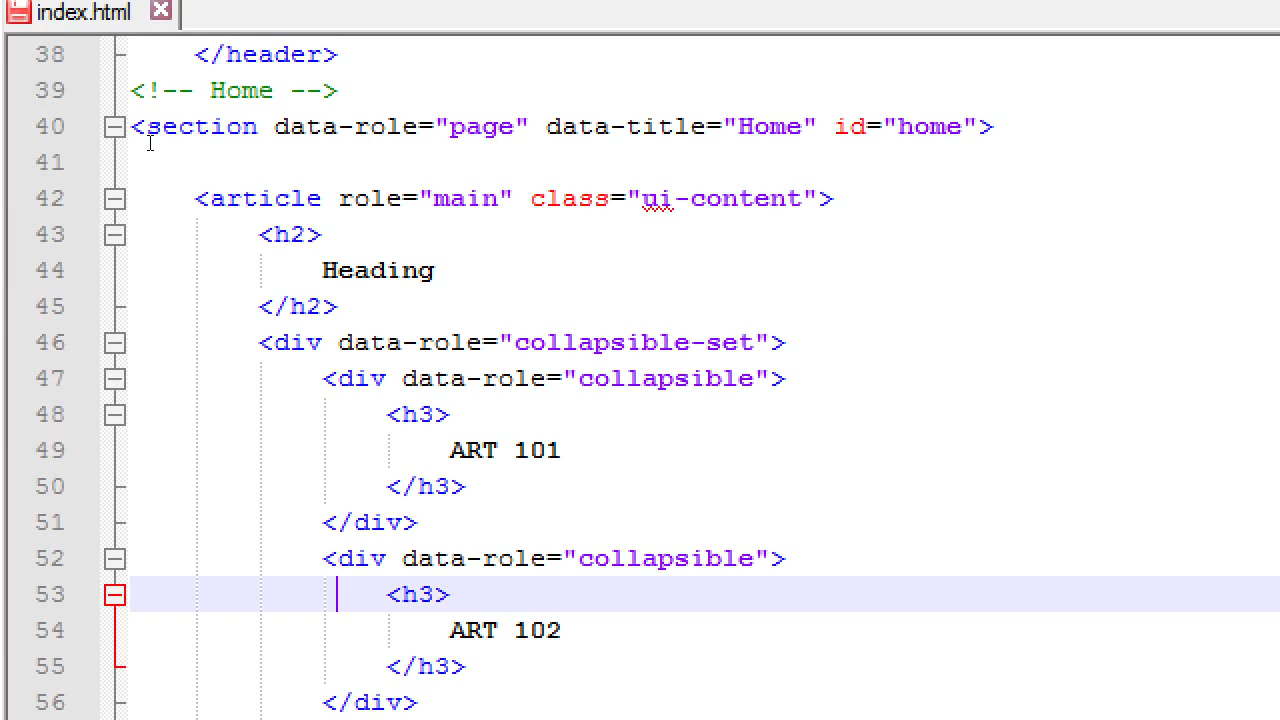 index.html
38 </header>
39 <!-- Home -->
40 <section data-role="page" data-title="Home" id="home">
41
42 <article role="main" class="ui-content">
43 <h2>
44 Heading
45 </h2>
46 <div data-role="collapsible-set">
47 <div data-role="collapsible">
48 <h3>
49 ART 101
50 </h3>
51 </div>
52 <div data-role="collapsible">
53 <h3>
54 ART 102
55 </h3>
56 </div>